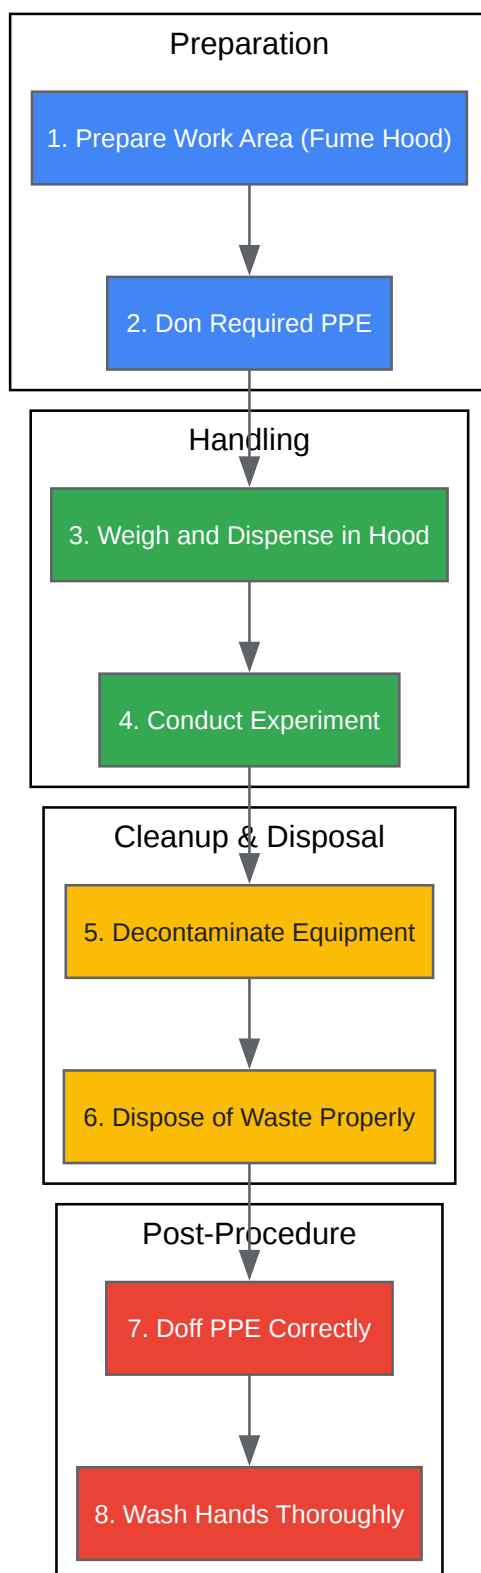 Preparation
1. Prepare Work Area (Fume Hood)
2. Don Required PPE
Handling
3. Weigh and Dispense in Hood
4. Conduct Experiment
Cleanup & Disposal
5. Decontaminate Equipment
6. Dispose of Waste Properly
Post-Procedure
7. Doff PPE Correctly
8. Wash Hands Thoroughly